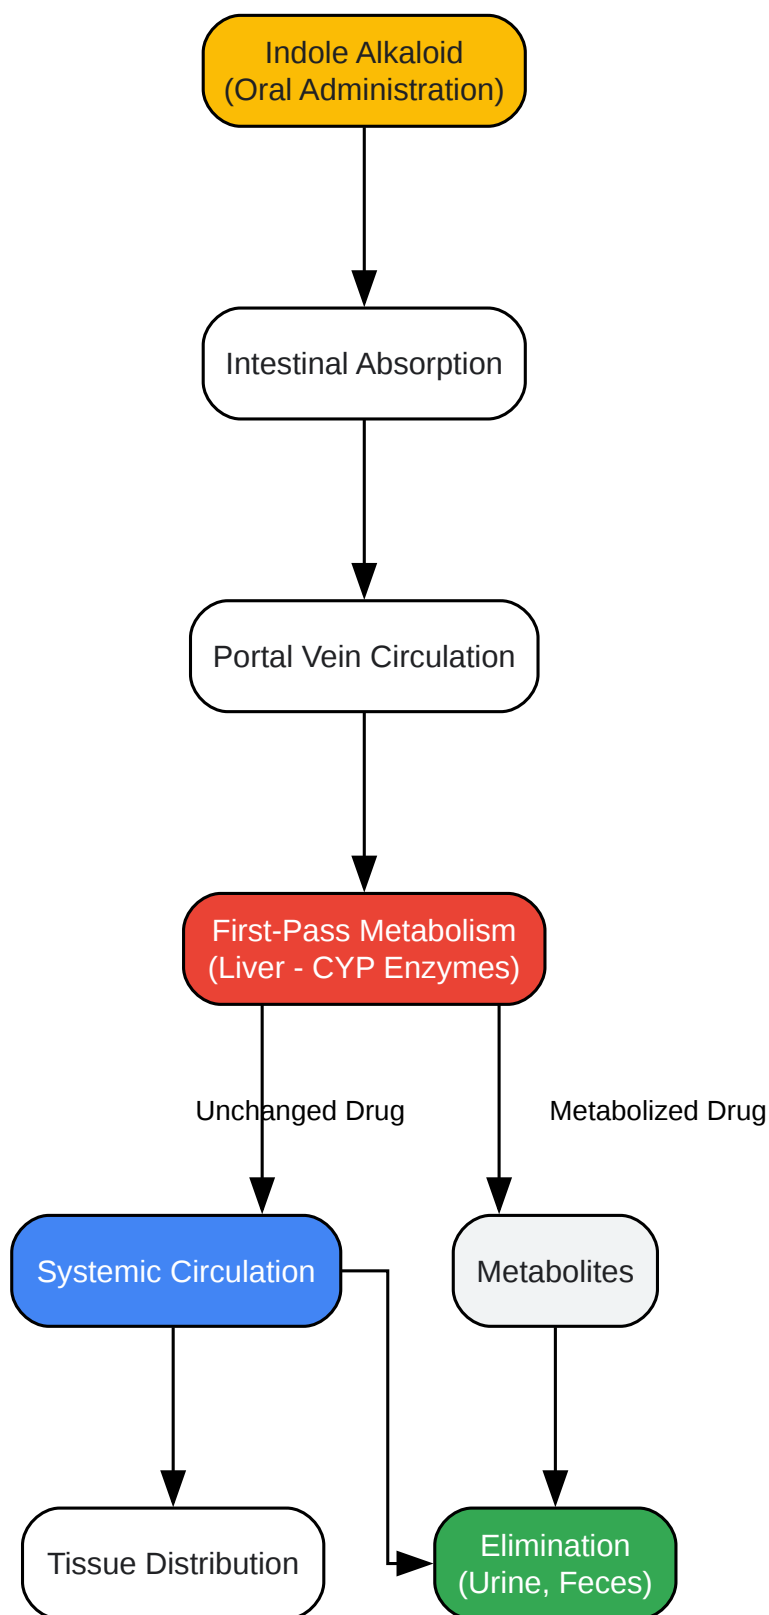 Indole Alkaloid
(Oral Administration)
Intestinal Absorption
Portal Vein Circulation
First-Pass Metabolism
(Liver - CYP Enzymes)
Unchanged Drug
Metabolized Drug
Systemic Circulation
Metabolites
Tissue Distribution
Elimination
(Urine, Feces)